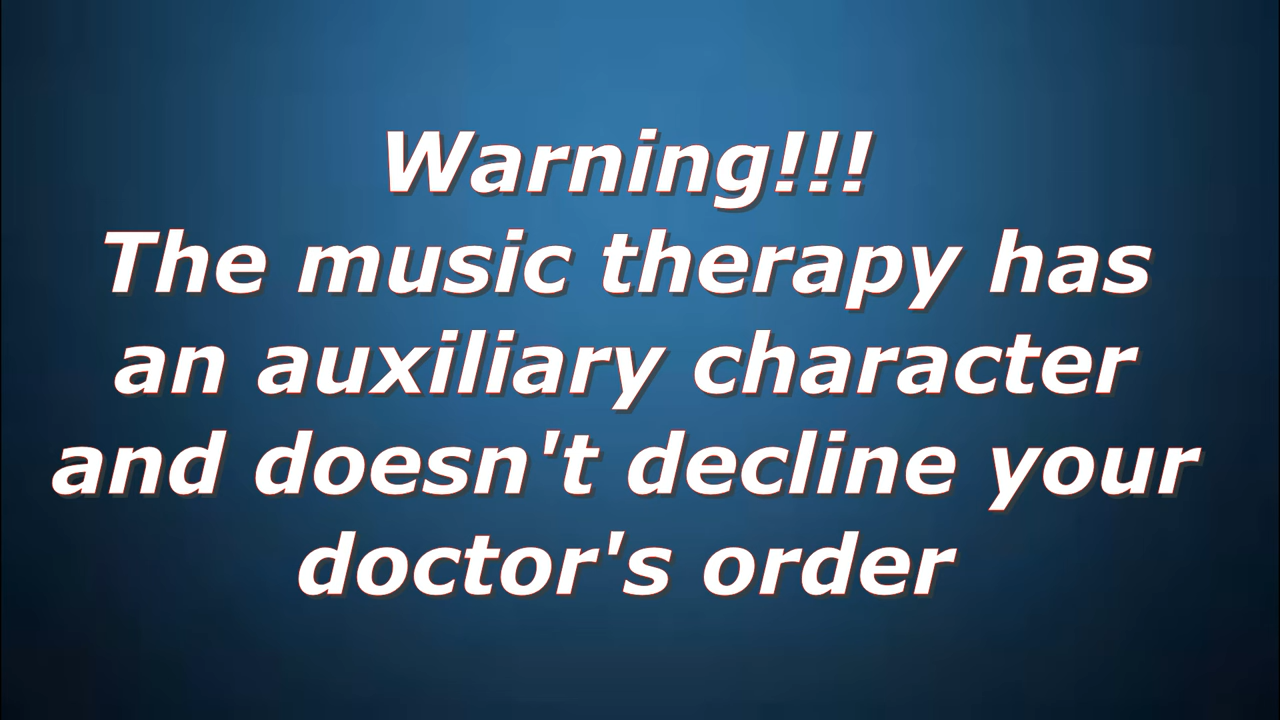 Warning!!!
The music therapy has
an auxiliary character
and doesn't decline your
doctor's order